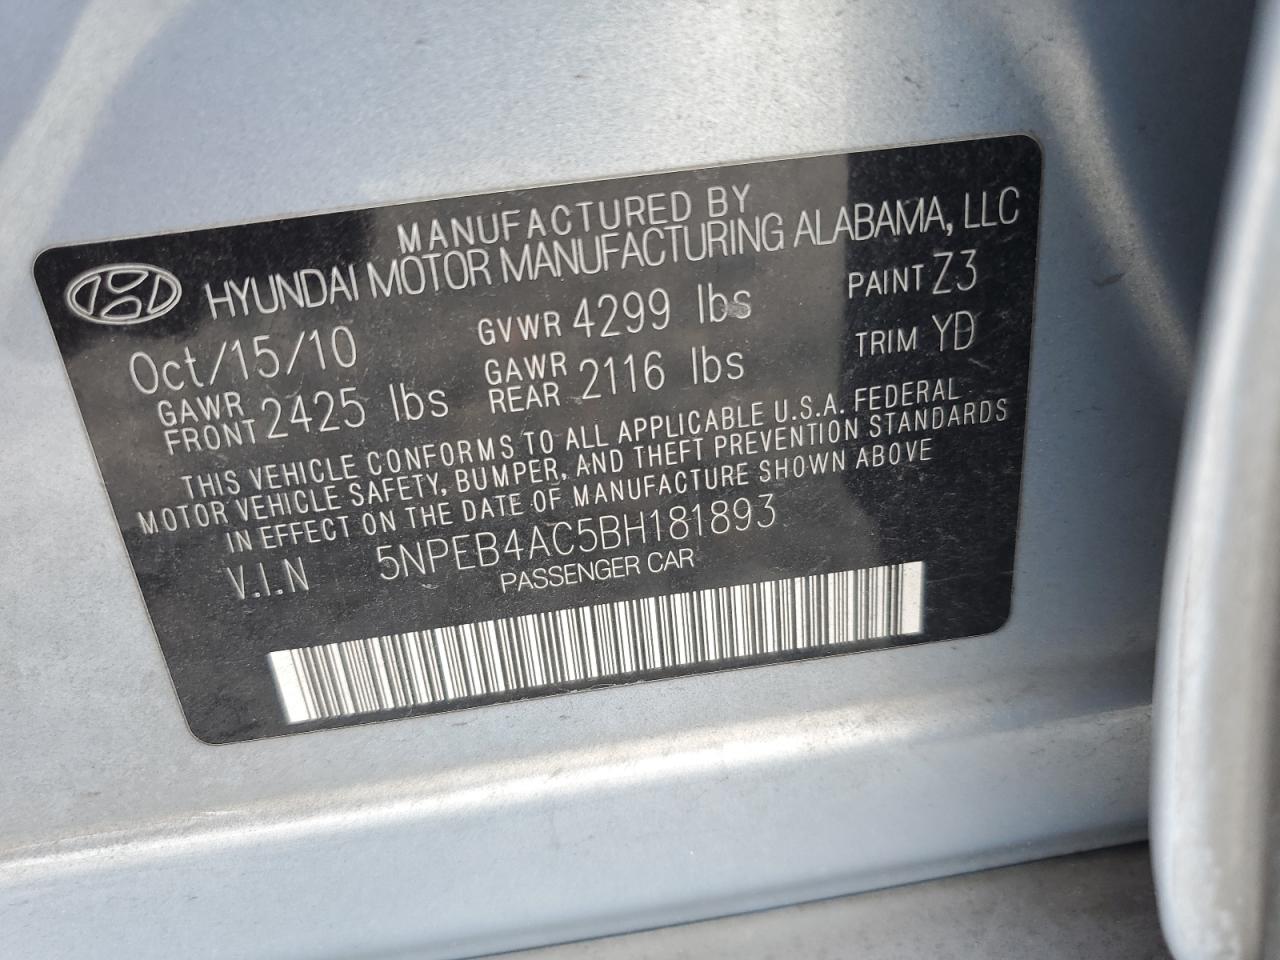 MANUFACTURED BY
HYUNDAI MOTOR MANUFACTURING ALABAMA, LLC
Oct/15/10 GVWR 4299 lbs PAINT Z3
GAWR FRONT 2425 lbs GAWR REAR 2116 lbs TRIM YD
THIS VEHICLE CONFORMS TO ALL APPLICABLE U.S.A. FEDERAL
MOTOR VEHICLE SAFETY, BUMPER, AND THEFT PREVENTION STANDARDS
IN EFFECT ON THE DATE OF MANUFACTURE SHOWN ABOVE
V.I.N 5NPEB4AC5BH181893
PASSENGER CAR